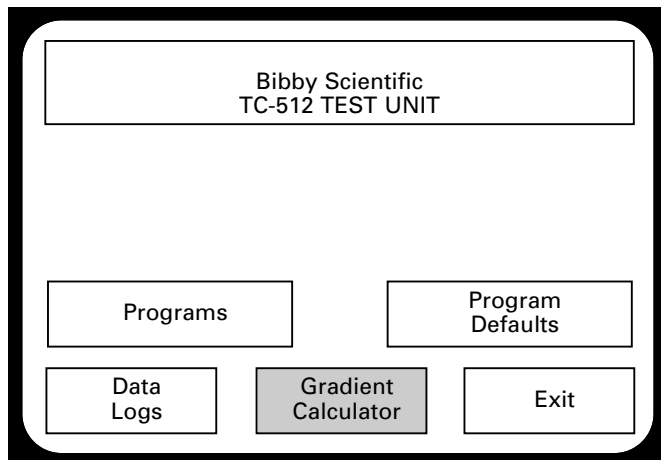 Bibby Scientific
TC-512 TEST UNIT
Programs
Program
Defaults
Data
Logs
Gradient
Calculator
Exit